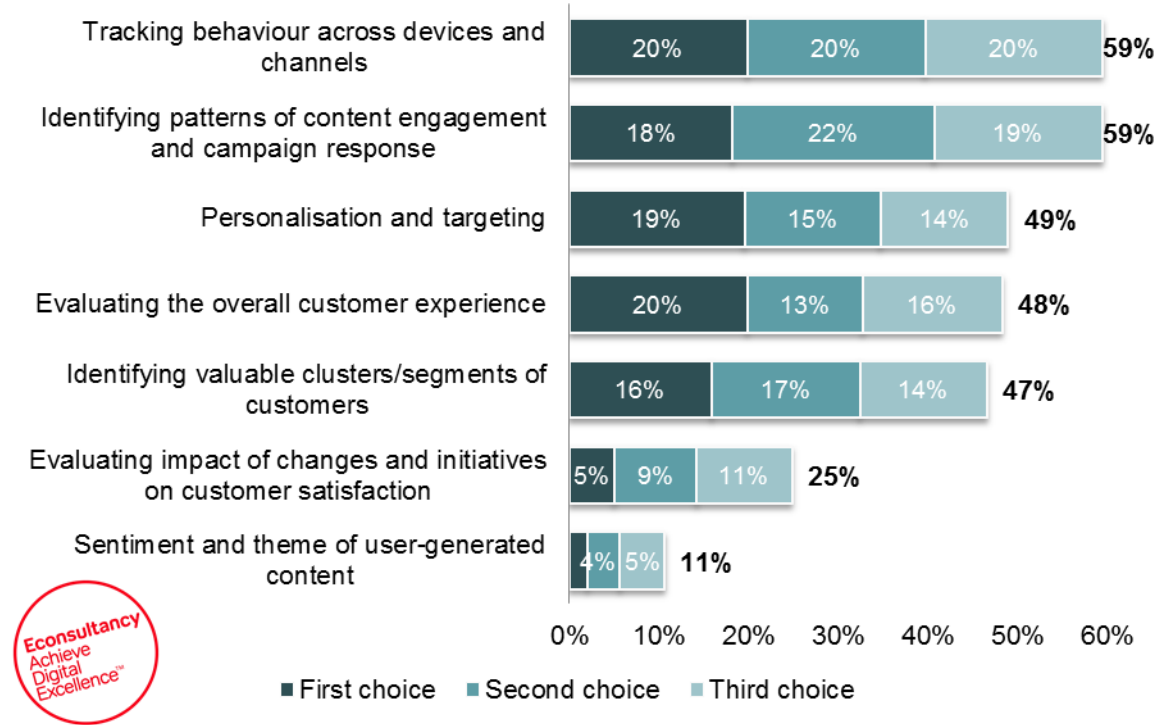 Tracking behaviour across devices and
channels
20% 20% 20% 59%
Identifying patterns of content engagement
and campaign response
18% 22% 19% 59%
Personalisation and targeting
19% 15% 14% 49%
Evaluating the overall customer experience
20% 13% 16% 48%
Identifying valuable clusters/segments of
customers
16% 17% 14% 47%
Evaluating impact of changes and initiatives
on customer satisfaction
5% 9% 11% 25%
Sentiment and theme of user-generated
content
4% 5% 11%
0% 10% 20% 30% 40% 50% 60%
First choice Second choice Third choice
Econsultancy
Achieve
Digital
Excellence™